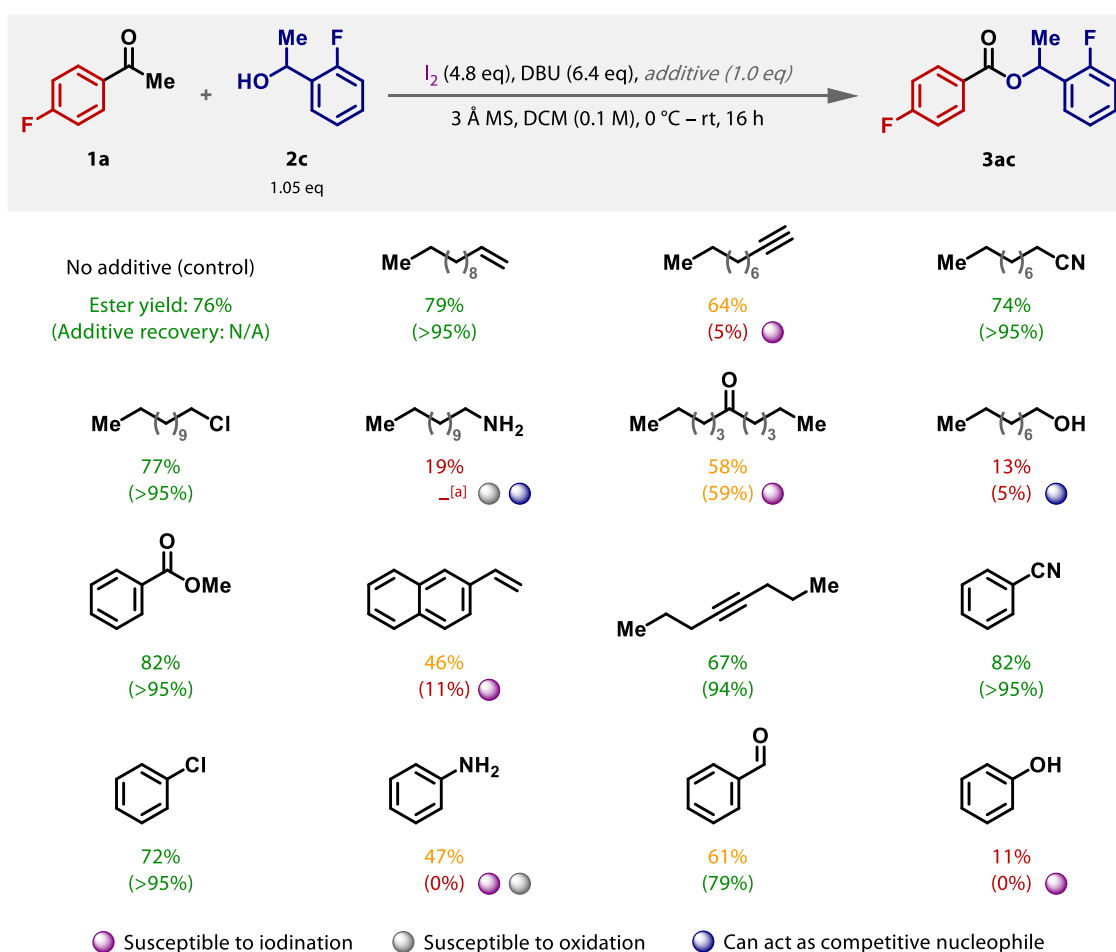 O Me F O Me F
Me HO I2 (4.8 eq), DBU (6.4 eq), additive (1.0 eq) O
+
F 3 Å MS, DCM (0.1 M), 0 °C – rt, 16 h F
1a 2c 3ac
1.05 eq
No additive (control) Me 8 Me 6 Me 6 CN
Ester yield: 76% 79% 64% 74%
(Additive recovery: N/A) (>95%) (5%) (>95%)
O
Me 9 Cl Me 9 NH2 Me 3 3 Me Me 6 OH
77% 19% 58% 13%
(>95%) –[a] (59%) (5%)
O
OMe Me Me CN
82% 46% 67% 82%
(>95%) (11%) (94%) (>95%)
O
Cl NH2 OH
72% 47% 61% 11%
(>95%) (0%) (79%) (0%)
Susceptible to iodination Susceptible to oxidation Can act as competitive nucleophile